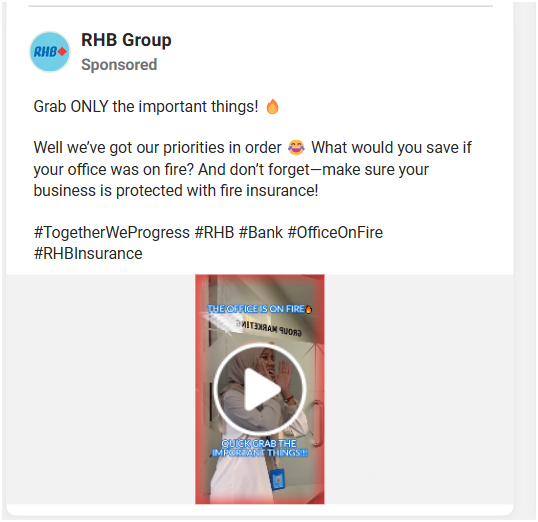 RHB
RHB Group
Sponsored
Grab ONLY the important things! 🔥
Well we’ve got our priorities in order 😂 What would you save if
your office was on fire? And don’t forget—make sure your
business is protected with fire insurance!
#TogetherWeProgress #RHB #Bank #OfficeOnFire
#RHBInsurance
THE OFFICE IS ON FIRE🔥
GROUP MARKETING
QUICK GRAB THE
IMPORTANT THINGS!!!